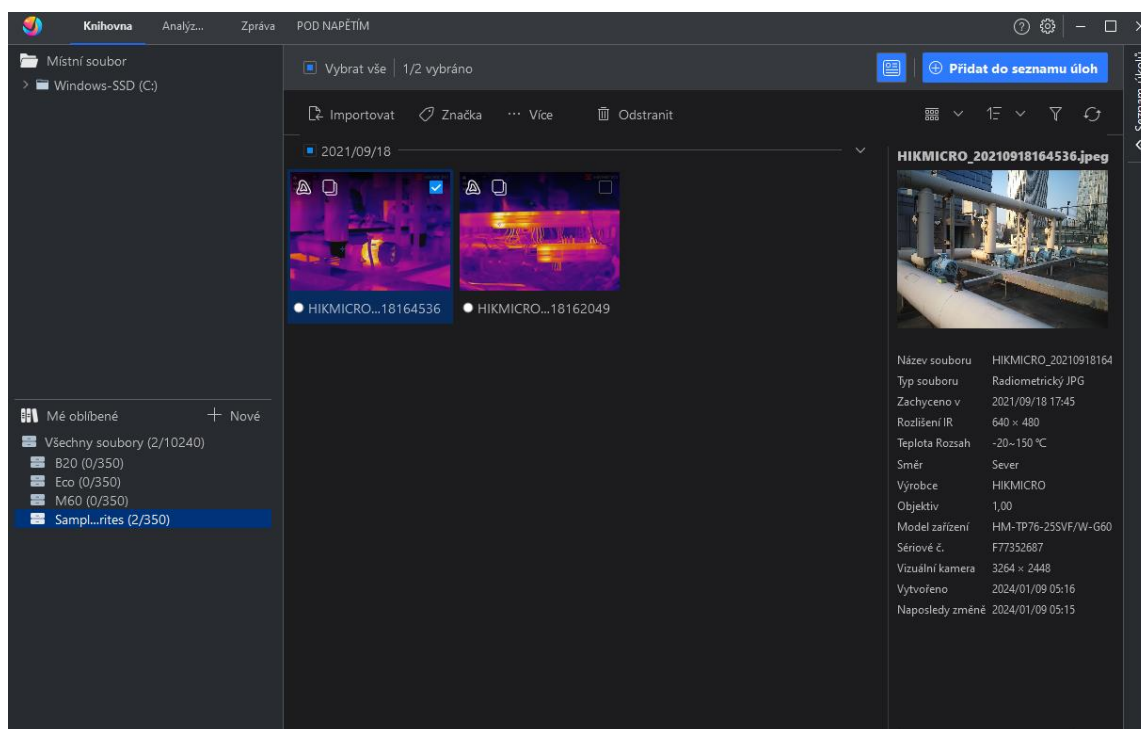 Knihovna Analýz... Zpráva POD NAPĚTÍM
Místní soubor
Windows-SSD (C:)
Vybrat vše 1/2 vybráno
Přidat do seznamu úloh
Seznam úkolů
Importovat Značka ··· Více Odstranit
2021/09/18
HIKMICRO...18164536
HIKMICRO...18162049
HIKMICRO_20210918164536.jpeg
Název souboru HIKMICRO_20210918164
Typ souboru Radiometrický JPG
Zachyceno v 2021/09/18 17:45
Rozlišení IR 640 × 480
Teplota Rozsah -20~150 ℃
Směr Sever
Výrobce HIKMICRO
Objektiv 1,00
Model zařízení HM-TP76-25SVF/W-G60
Sériové č. F77352687
Vizuální kamera 3264 × 2448
Vytvořeno 2024/01/09 05:16
Naposledy změně 2024/01/09 05:15
Mé oblíbené + Nové
Všechny soubory (2/10240)
B20 (0/350)
Eco (0/350)
M60 (0/350)
Sampl...rites (2/350)